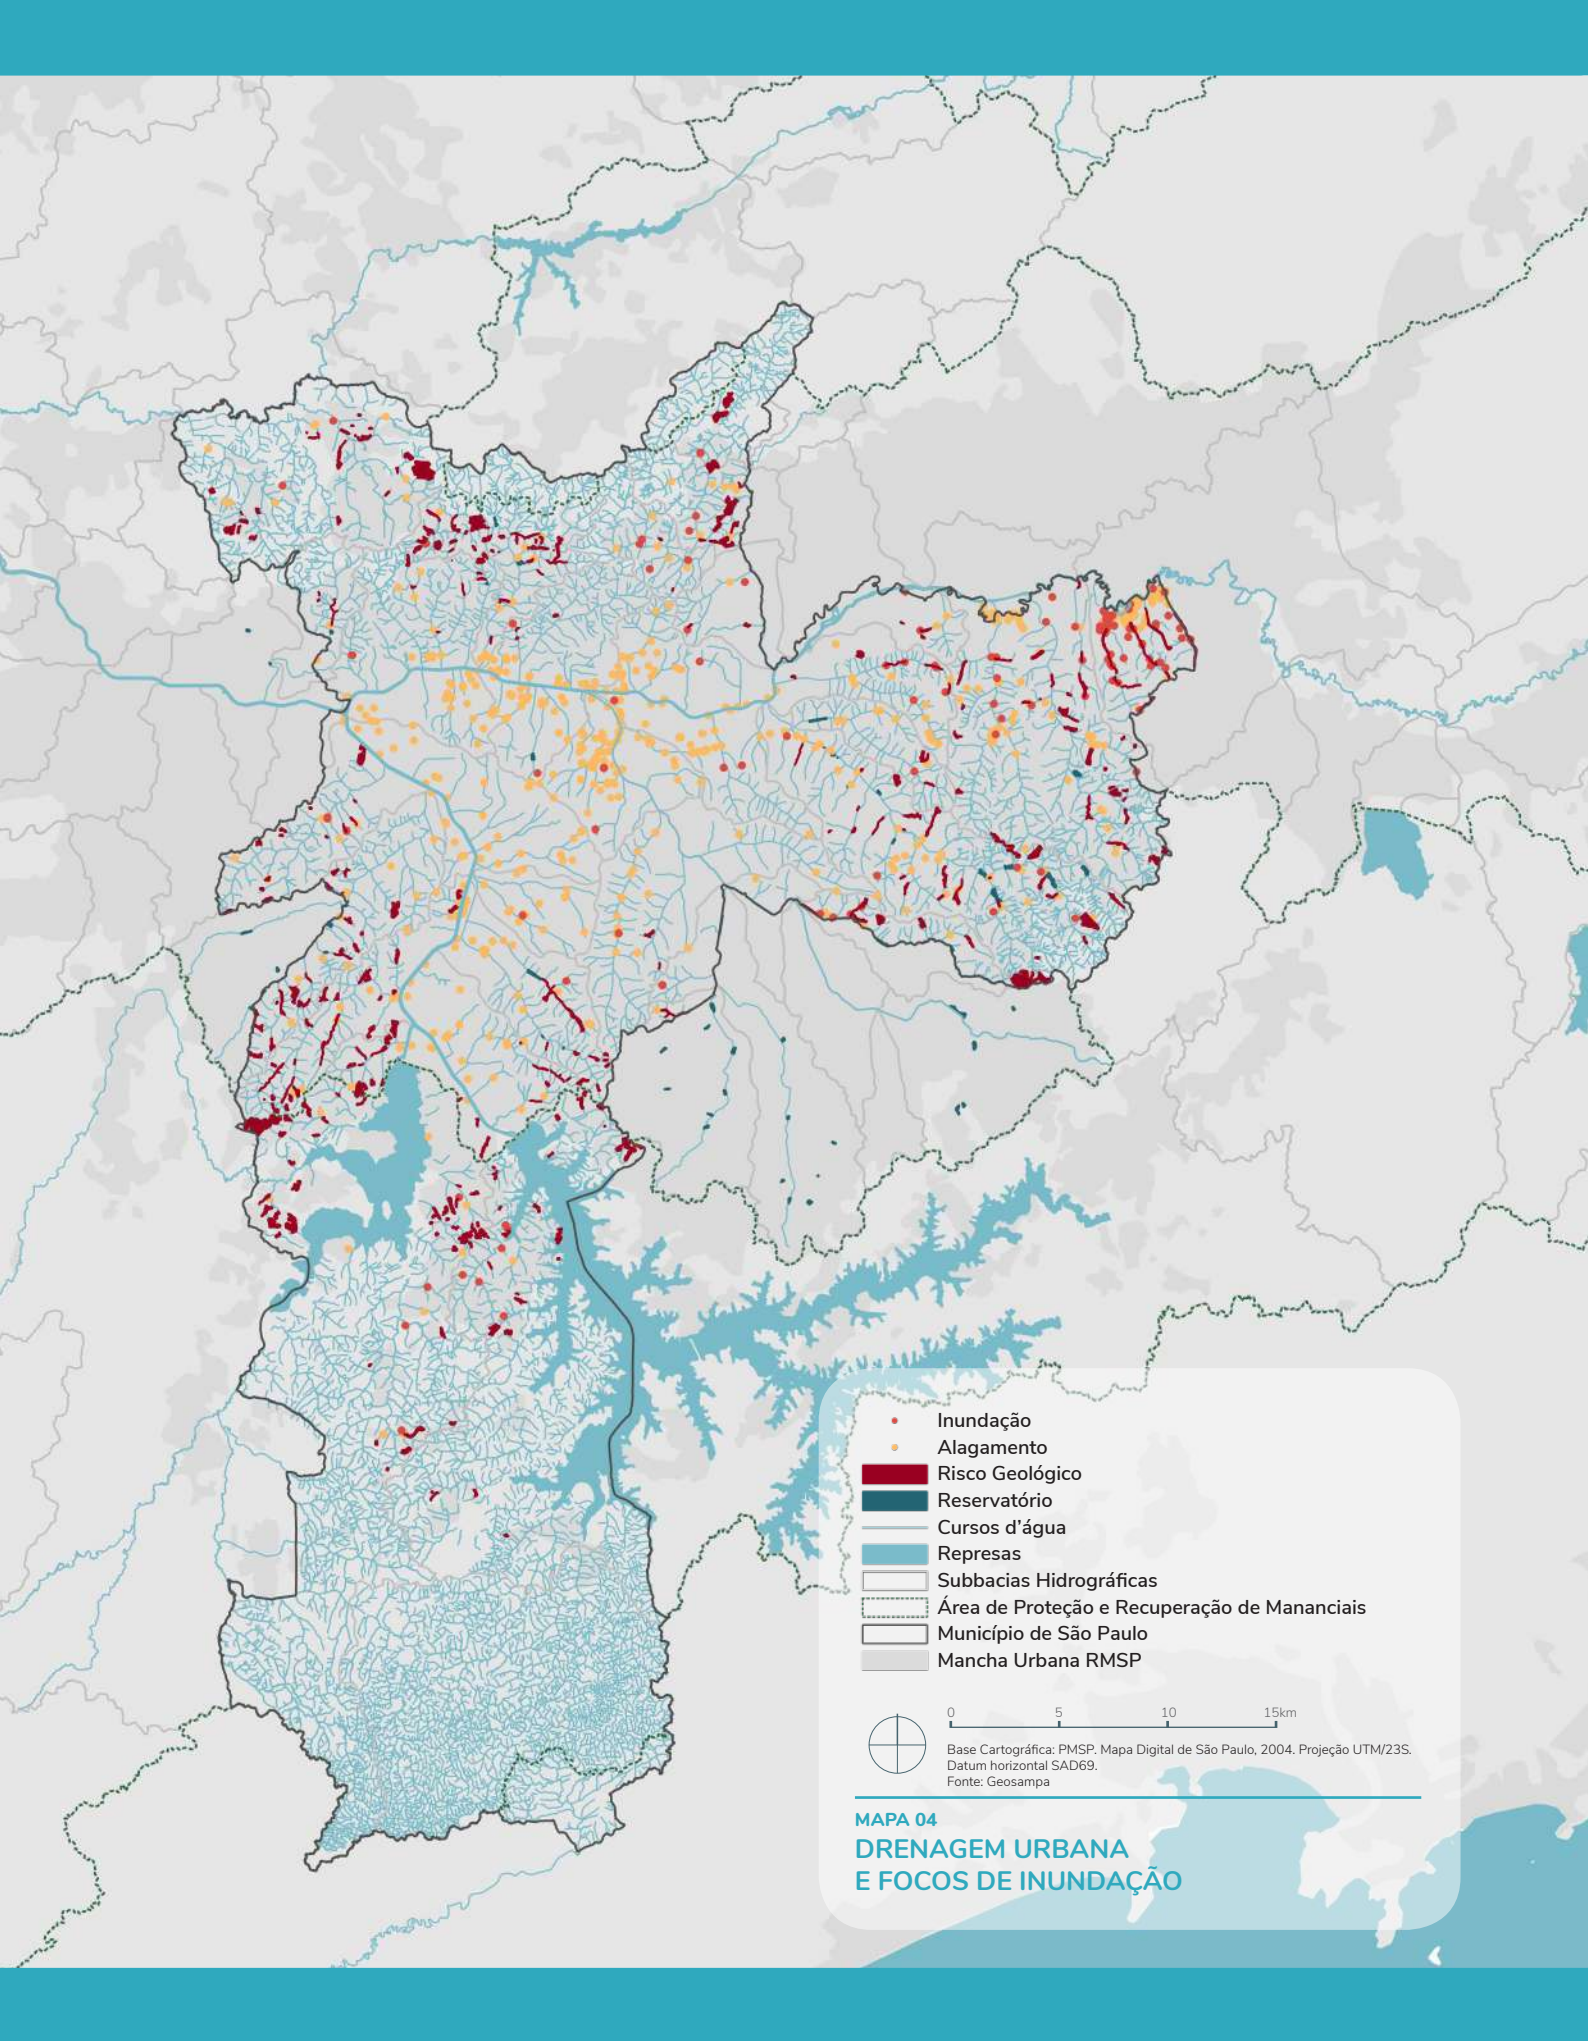 Inundação
Alagamento
Risco Geológico
Reservatório
Cursos d'água
Represas
Subbacias Hidrográficas
Área de Proteção e Recuperação de Mananciais
Município de São Paulo
Mancha Urbana RMSP
0 5 10 15km
Base Cartográfica: PMSP. Mapa Digital de São Paulo, 2004. Projeção UTM/23S.
Datum horizontal SAD69.
Fonte: Geosampa
MAPA 04
DRENAGEM URBANA
E FOCOS DE INUNDAÇÃO